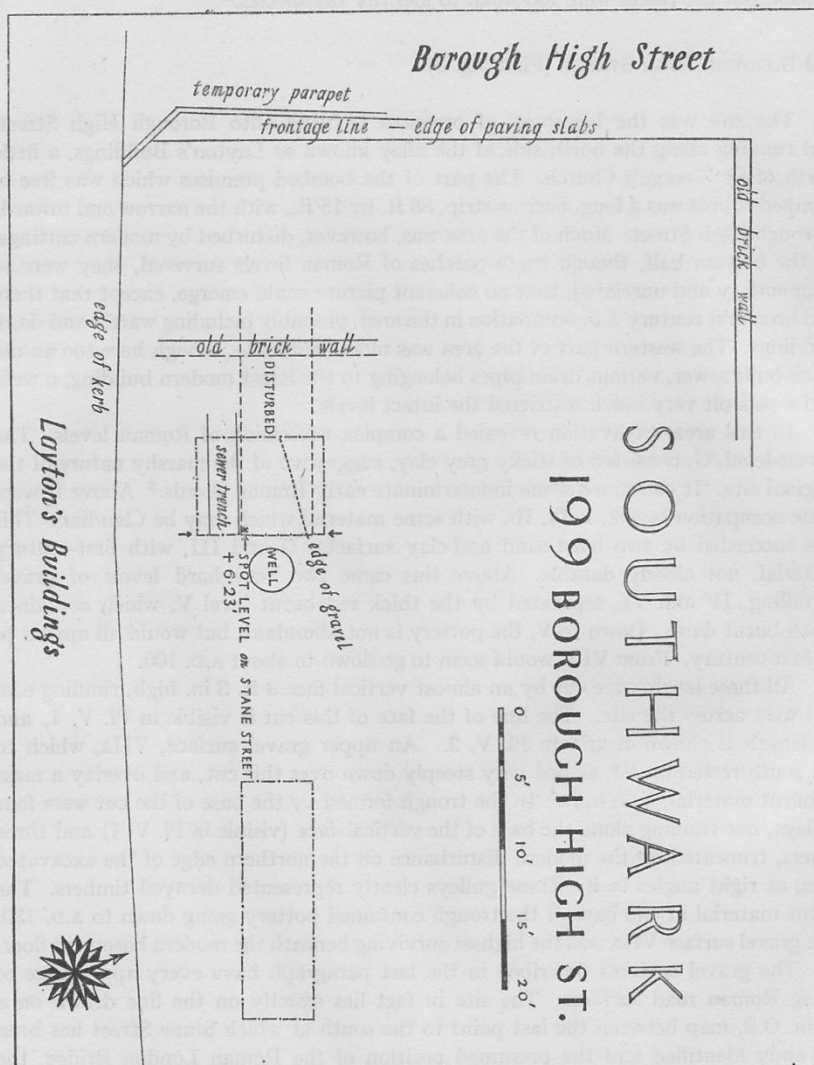 Borough High Street
temporary parapet
frontage line — edge of paving slabs
old brick wall
old brick wall
DISTURBED
sewer trench
edge of gravel
WELL
SPOT LEVEL on STANE STREET
+6·23'
edge of kerb
Layton's Buildings
SOUTHWARK
199 BOROUGH HIGH ST.
0 5' 10' 15' 20'